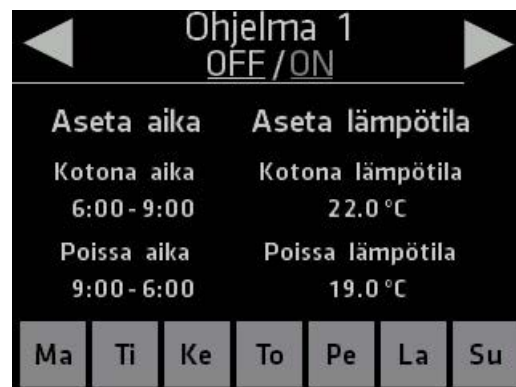 Ohjelma 1
OFF / ON
Aseta aika
Aseta lämpötila
Kotona aika
Kotona lämpötila
6:00 - 9:00
22.0 °C
Poissa aika
Poissa lämpötila
9:00 - 6:00
19.0 °C
Ma Ti Ke To Pe La Su